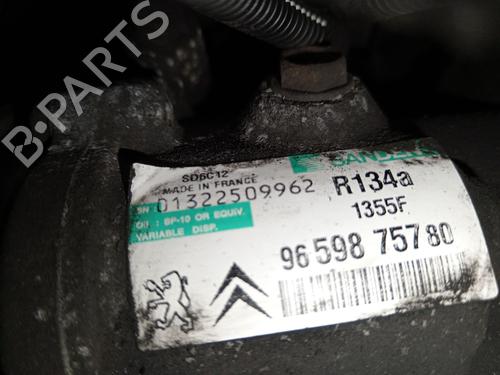 B-PARTS
SD6C12
SANDEN
MADE IN FRANCE
SN 01322509962
R134a
OIL : SP-10 OR EQUIV.
1355F
VARIABLE DISP.
96 598 757 80